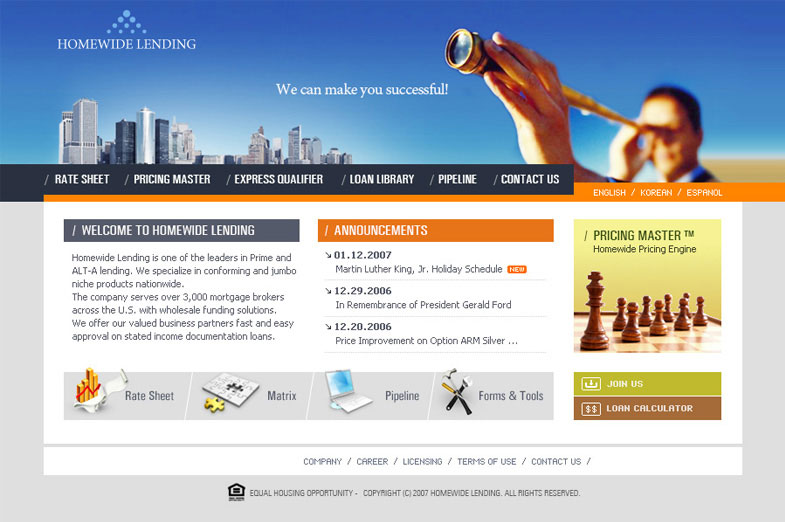 HOMEWIDE LENDING
We can make you successful!
/ RATE SHEET / PRICING MASTER / EXPRESS QUALIFIER / LOAN LIBRARY / PIPELINE / CONTACT US
ENGLISH / KOREAN / ESPANOL
/ WELCOME TO HOMEWIDE LENDING
Homewide Lending is one of the leaders in Prime and
ALT-A lending. We specialize in conforming and jumbo
niche products nationwide.
The company serves over 3,000 mortgage brokers
across the U.S. with wholesale funding solutions.
We offer our valued business partners fast and easy
approval on stated income documentation loans.
/ ANNOUNCEMENTS
01.12.2007
Martin Luther King, Jr. Holiday Schedule NEW
12.29.2006
In Remembrance of President Gerald Ford
12.20.2006
Price Improvement on Option ARM Silver ...
/ PRICING MASTER ™
Homewide Pricing Engine
Rate Sheet
Matrix
Pipeline
Forms & Tools
JOIN US
$$ LOAN CALCULATOR
COMPANY / CAREER / LICENSING / TERMS OF USE / CONTACT US /
EQUAL HOUSING OPPORTUNITY - COPYRIGHT (C) 2007 HOMEWIDE LENDING. ALL RIGHTS RESERVED.